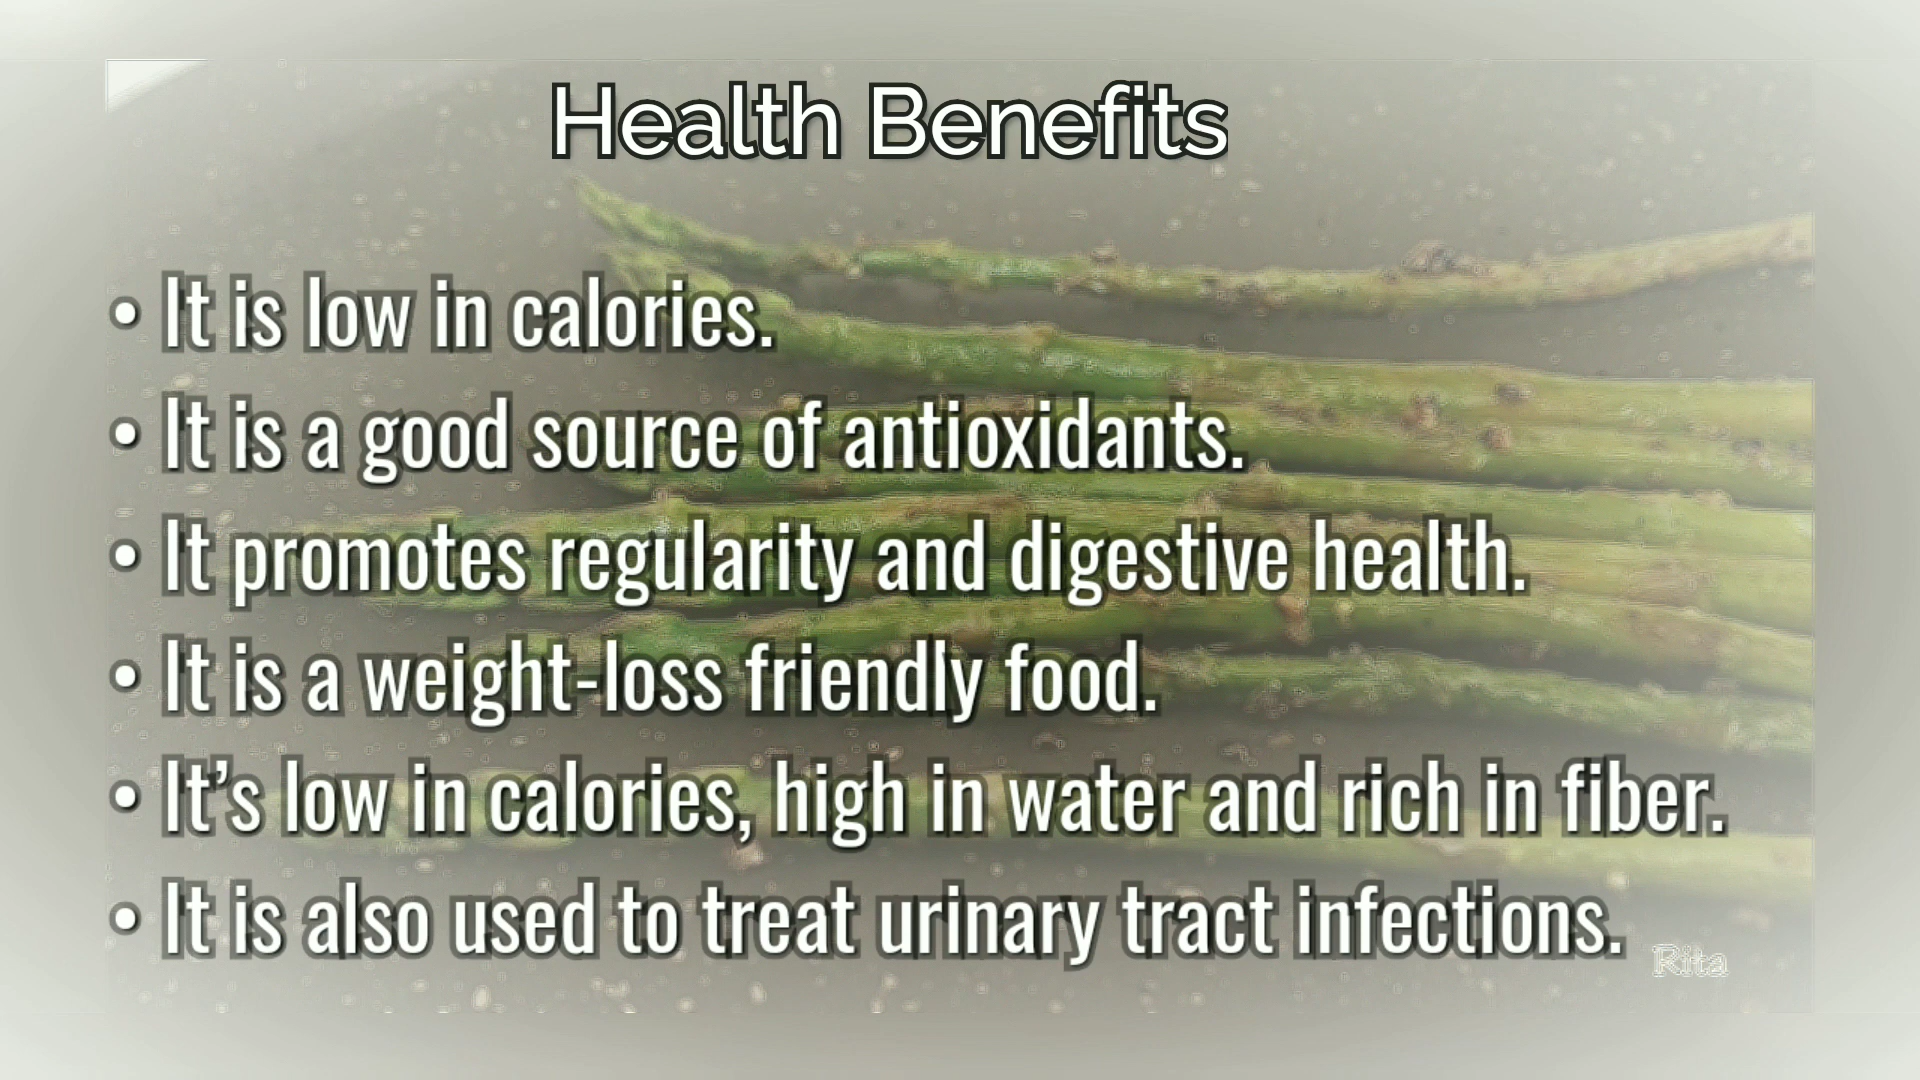 Health Benefits
• It is low in calories.
• It is a good source of antioxidants.
• It promotes regularity and digestive health.
• It is a weight-loss friendly food.
• It’s low in calories, high in water and rich in fiber.
• It is also used to treat urinary tract infections.
Rita